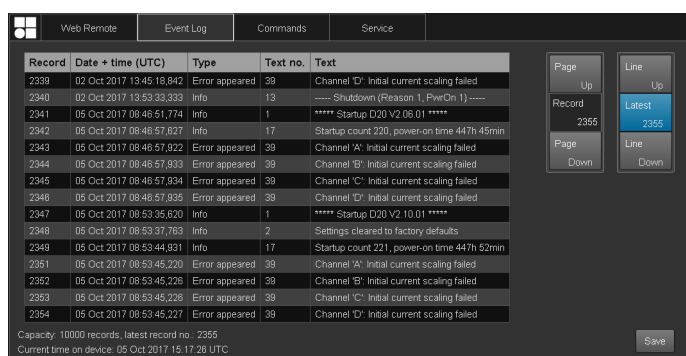 Web Remote Event Log Commands Service
Record Date + time (UTC) Type Text no. Text
2339 02 Oct 2017 13:45:18,842 Error appeared 39 Channel 'D': Initial current scaling failed
2340 02 Oct 2017 13:53:33,333 Info 13 ----- Shutdown (Reason 1, PwrOn 1) -----
2341 05 Oct 2017 08:46:51,774 Info 1 ***** Startup D20 V2.06.01 *****
2342 05 Oct 2017 08:46:57,627 Info 17 Startup count 220, power-on time 447h 45min
2343 05 Oct 2017 08:46:57,922 Error appeared 39 Channel 'A': Initial current scaling failed
2344 05 Oct 2017 08:46:57,933 Error appeared 39 Channel 'B': Initial current scaling failed
2345 05 Oct 2017 08:46:57,934 Error appeared 39 Channel 'C': Initial current scaling failed
2346 05 Oct 2017 08:46:57,935 Error appeared 39 Channel 'D': Initial current scaling failed
2347 05 Oct 2017 08:53:35,620 Info 1 ***** Startup D20 V2.10.01 *****
2348 05 Oct 2017 08:53:37,763 Info 2 Settings cleared to factory defaults
2349 05 Oct 2017 08:53:44,931 Info 17 Startup count 221, power-on time 447h 52min
2351 05 Oct 2017 08:53:45,220 Error appeared 39 Channel 'A': Initial current scaling failed
2352 05 Oct 2017 08:53:45,226 Error appeared 39 Channel 'B': Initial current scaling failed
2353 05 Oct 2017 08:53:45,226 Error appeared 39 Channel 'C': Initial current scaling failed
2354 05 Oct 2017 08:53:45,227 Error appeared 39 Channel 'D': Initial current scaling failed
Capacity: 10000 records, latest record no.: 2355
Current time on device: 05 Oct 2017 15:17:26 UTC
Page Up
Record 2355
Page Down
Line Up
Latest 2355
Line Down
Save